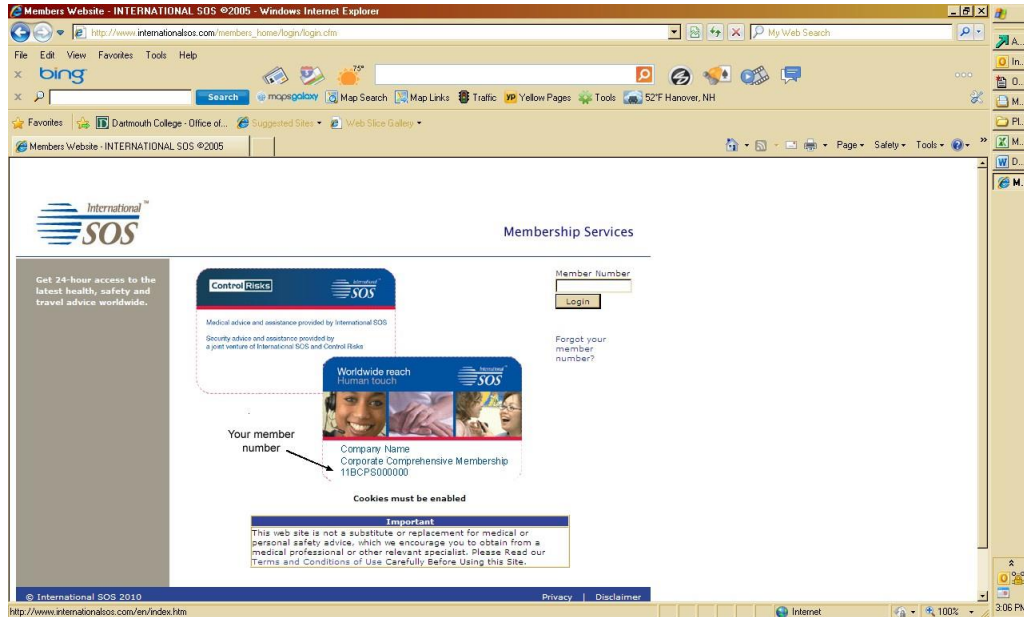 Members Website - INTERNATIONAL SOS ©2005 - Windows Internet Explorer
http://www.internationalsos.com/members_home/login/login.cfm
My Web Search
File Edit View Favorites Tools Help
x bing 75°
x Search mapsgalaxy Map Search Map Links Traffic YP Yellow Pages Tools 52°F Hanover, NH
Favorites Dartmouth College - Office of... Suggested Sites Web Slice Gallery
Members Website - INTERNATIONAL SOS ©2005
Page Safety Tools
International™
SOS
Membership Services
Get 24-hour access to the
latest health, safety and
travel advice worldwide.
Control Risks
International
SOS
Medical advice and assistance provided by International SOS
Security advice and assistance provided by
a joint venture of International SOS and Control Risks
Worldwide reach
Human touch
International
SOS
Your member
number
Company Name
Corporate Comprehensive Membership
11BCPS000000
Member Number
Login
Forgot your
member
number?
Cookies must be enabled
Important
This web site is not a substitute or replacement for medical or
personal safety advice, which we encourage you to obtain from a
medical professional or other relevant specialist. Please Read our
Terms and Conditions of Use Carefully Before Using this Site.
© International SOS 2010
Privacy | Disclaimer
http://www.internationalsos.com/en/index.htm
Internet
100%
A...
In...
O...
M...
Pl...
M...
D...
M...
3:06 PM